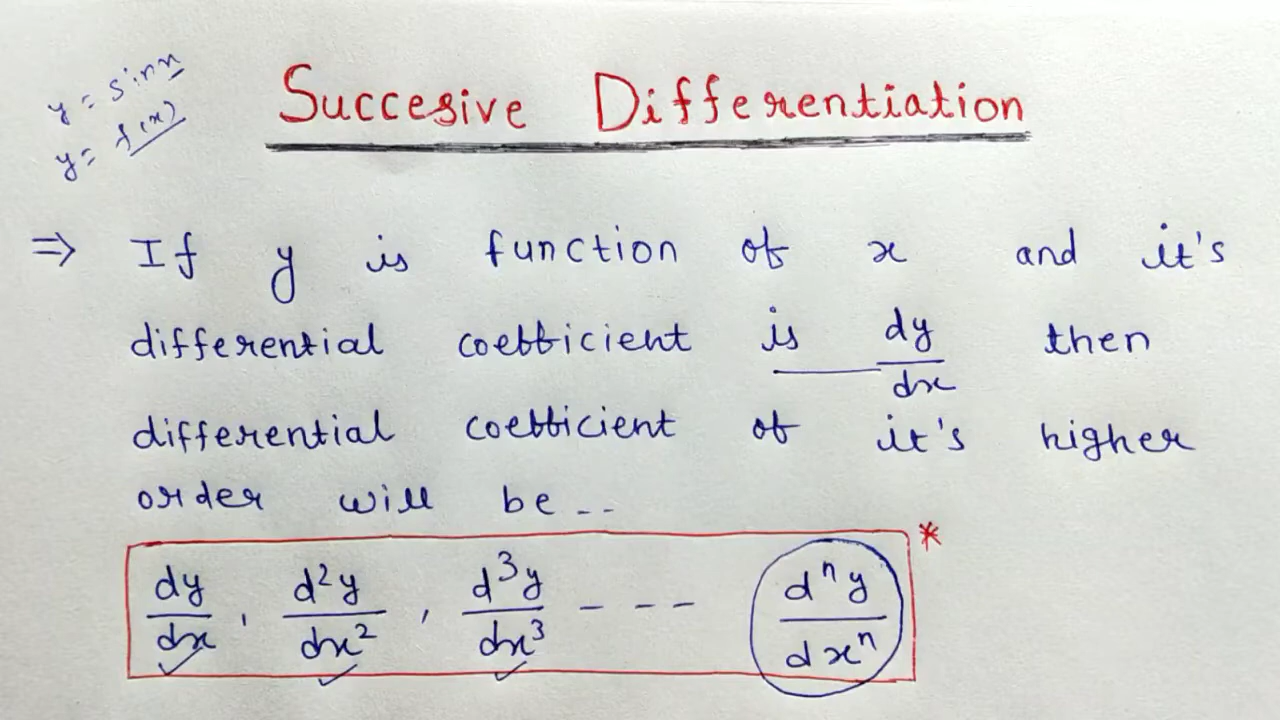 y = sinx
y = f(x)
Succesive Differentiation
⇒ If y is function of x and it's
differential coefficient is dy/dx then
differential coefficient of it's higher
order will be --
dy/dx , d²y/dx² , d³y/dx³ - - - - dⁿy/dxⁿ *